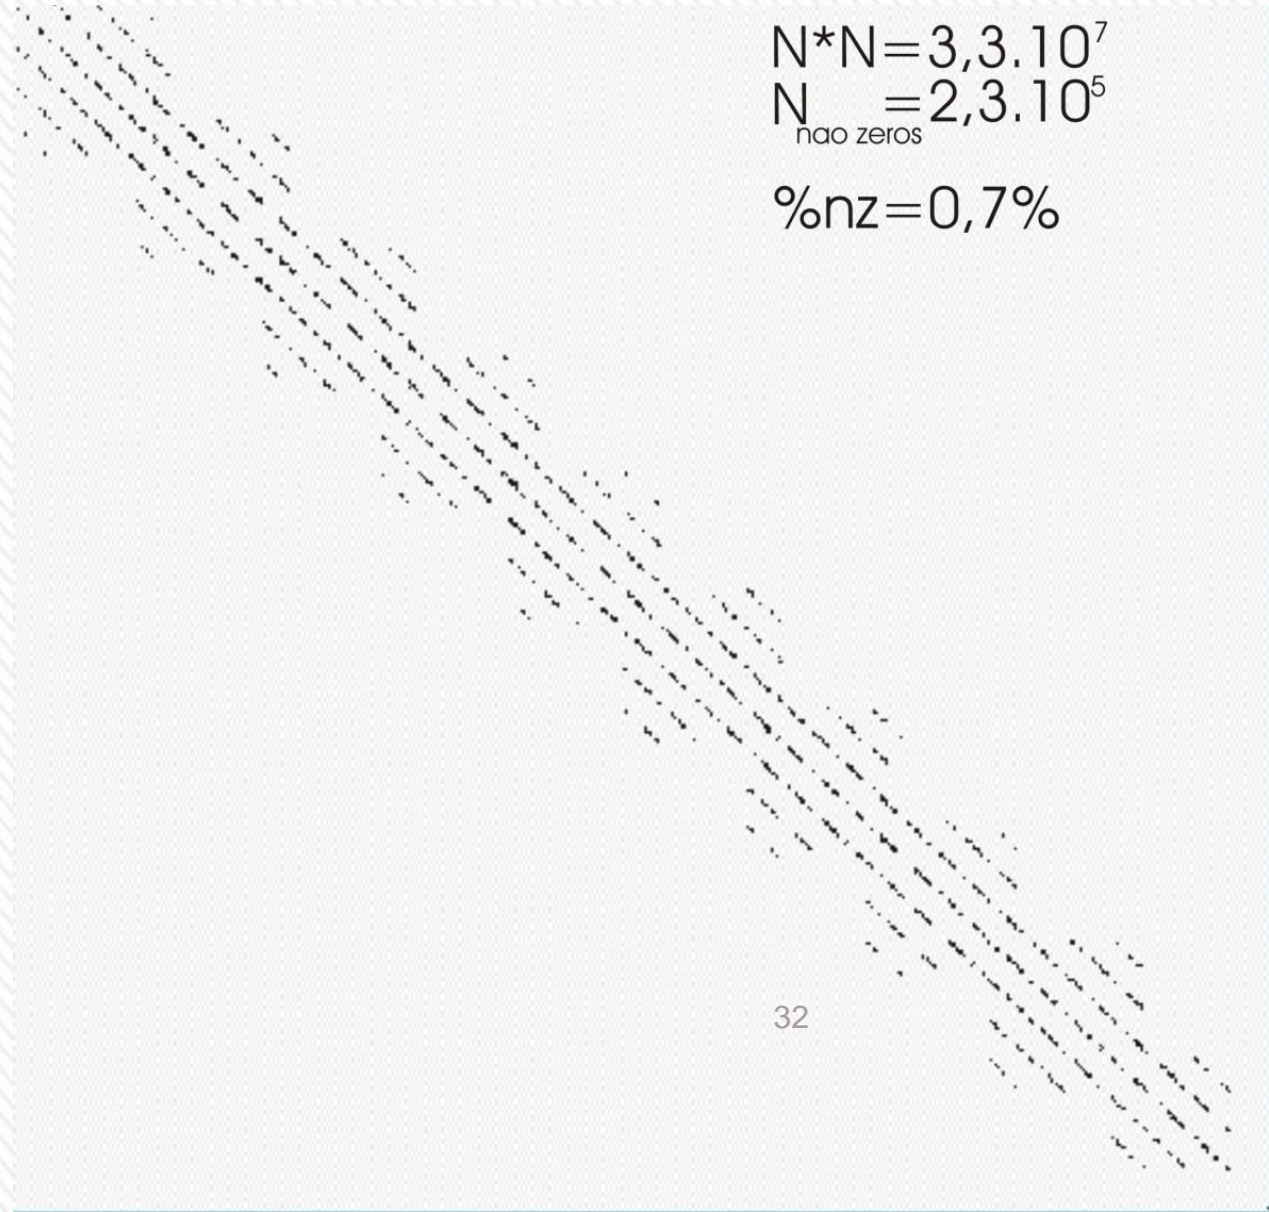 N*N=3,3.10⁷
N nao zeros =2,3.10⁵
%nz=0,7%
32